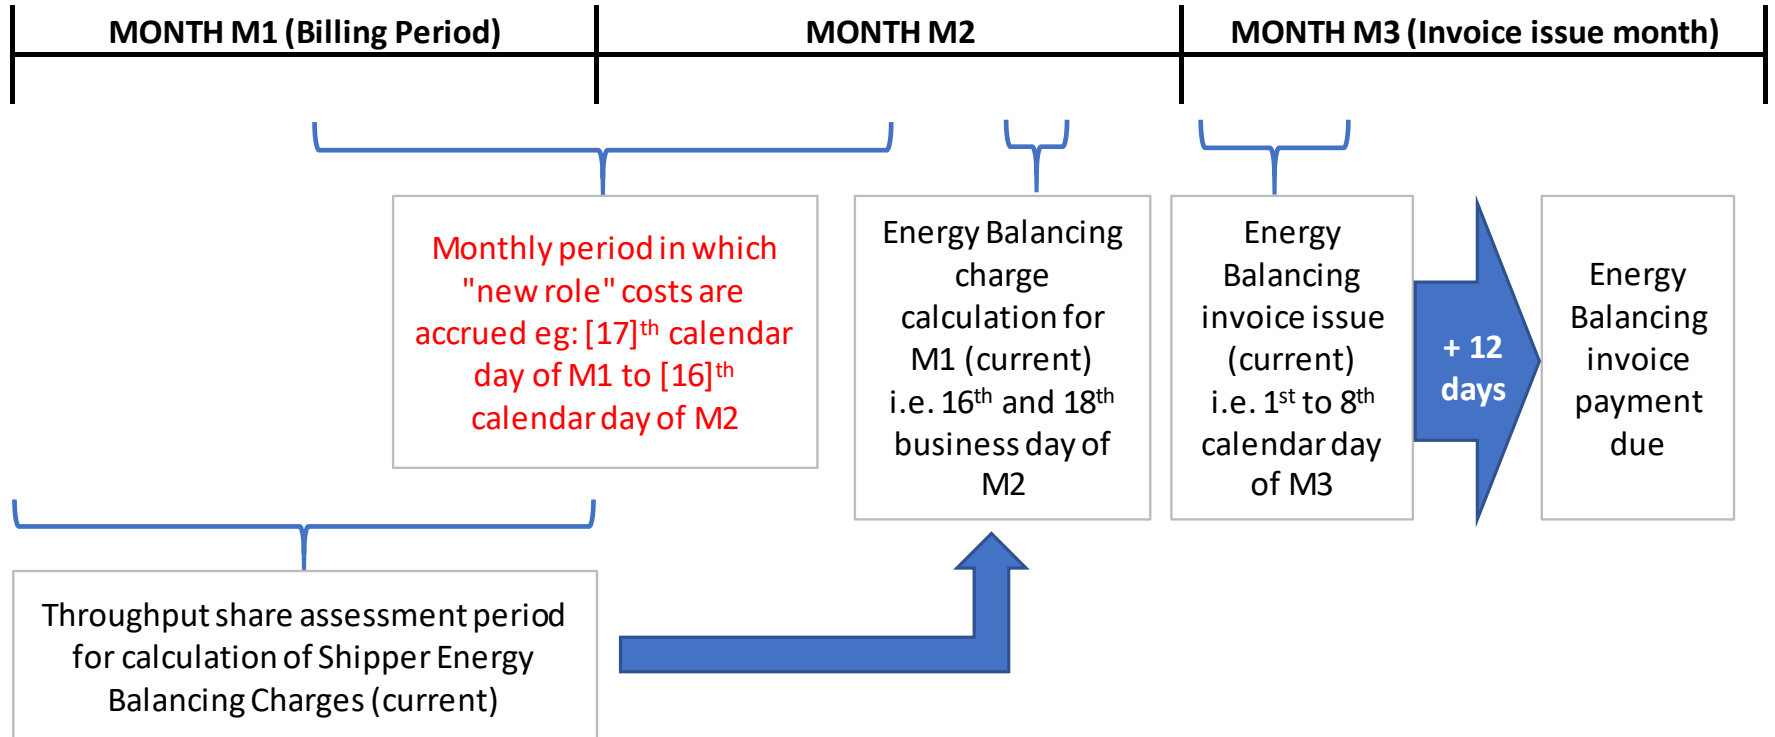 MONTH M1 (Billing Period)
MONTH M2
MONTH M3 (Invoice issue month)
Monthly period in which
"new role" costs are
accrued eg: [17]th calendar
day of M1 to [16]th
calendar day of M2
Energy Balancing
charge
calculation for
M1 (current)
i.e. 16th and 18th
business day of
M2
Energy
Balancing
invoice issue
(current)
i.e. 1st to 8th
calendar day
of M3
+ 12
days
Energy
Balancing
invoice
payment
due
Throughput share assessment period
for calculation of Shipper Energy
Balancing Charges (current)